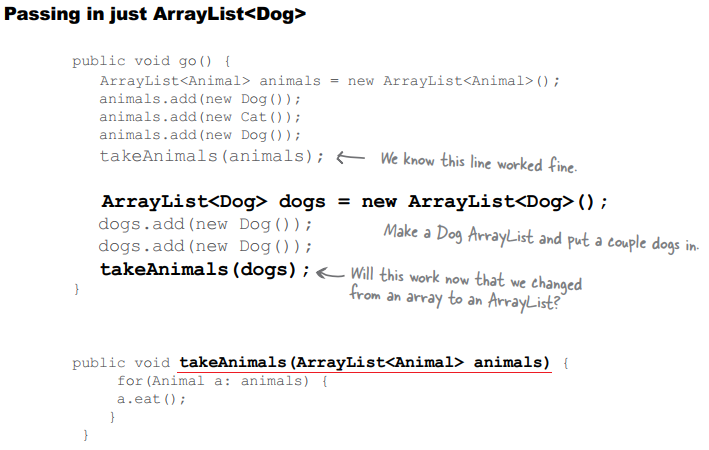 Passing in just ArrayList<Dog>
public void go() {
ArrayList<Animal> animals = new ArrayList<Animal>();
animals.add(new Dog());
animals.add(new Cat());
animals.add(new Dog());
takeAnimals(animals);
We know this line worked fine.
ArrayList<Dog> dogs = new ArrayList<Dog>();
dogs.add(new Dog());
dogs.add(new Dog());
Make a Dog ArrayList and put a couple dogs in.
takeAnimals(dogs);
Will this work now that we changed
from an array to an ArrayList?
}
public void takeAnimals(ArrayList<Animal> animals) {
for(Animal a: animals) {
a.eat();
}
}